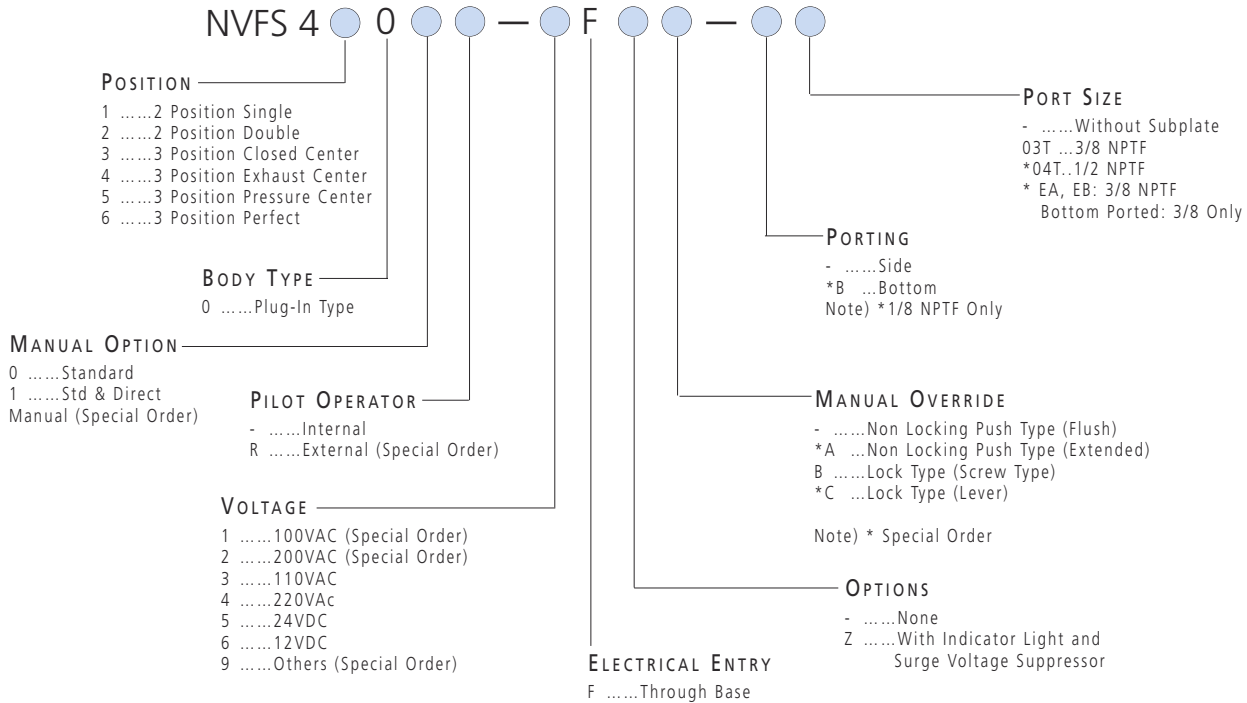 NVFS 4 0 — F —
POSITION
1 ......2 Position Single
2 ......2 Position Double
3 ......3 Position Closed Center
4 ......3 Position Exhaust Center
5 ......3 Position Pressure Center
6 ......3 Position Perfect
BODY TYPE
0 ......Plug-In Type
MANUAL OPTION
0 ......Standard
1 ......Std & Direct
Manual (Special Order)
PILOT OPERATOR
- ......Internal
R ......External (Special Order)
VOLTAGE
1 ......100VAC (Special Order)
2 ......200VAC (Special Order)
3 ......110VAC
4 ......220VAc
5 ......24VDC
6 ......12VDC
9 ......Others (Special Order)
ELECTRICAL ENTRY
F ......Through Base
OPTIONS
- ......None
Z ......With Indicator Light and
Surge Voltage Suppressor
MANUAL OVERRIDE
- ......Non Locking Push Type (Flush)
*A ...Non Locking Push Type (Extended)
B ......Lock Type (Screw Type)
*C ...Lock Type (Lever)
Note) * Special Order
PORTING
- ......Side
*B ...Bottom
Note) *1/8 NPTF Only
PORT SIZE
- ......Without Subplate
03T ...3/8 NPTF
*04T..1/2 NPTF
* EA, EB: 3/8 NPTF
Bottom Ported: 3/8 Only